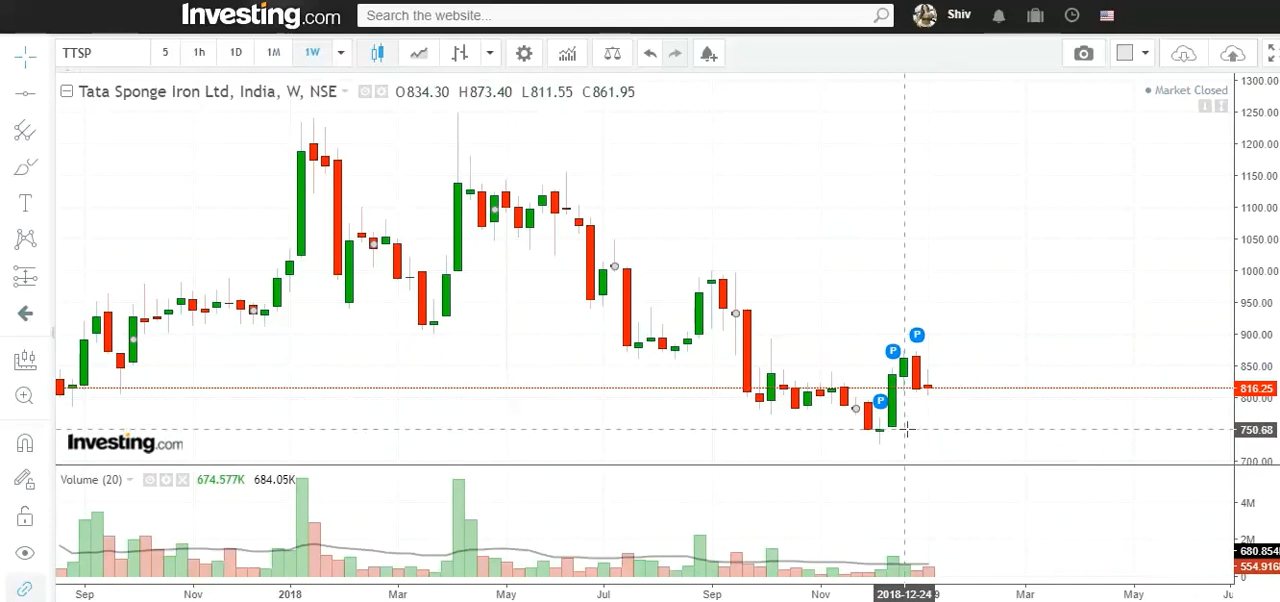 Investing.com Search the website... Shiv
TTSP 5 1h 1D 1M 1W
Tata Sponge Iron Ltd, India, W, NSE O834.30 H873.40 L811.55 C861.95
Market Closed
1300.00
1250.00
1200.00
1150.00
1100.00
1050.00
1000.00
950.00
900.00
850.00
816.25
800.00
750.68
700.00
P
P
P
Investing.com
Volume (20) 674.577K 684.05K
4M
2M
680.854
554.916
0
Sep Nov 2018 Mar May Jul Sep Nov 2018-12-24 Mar May